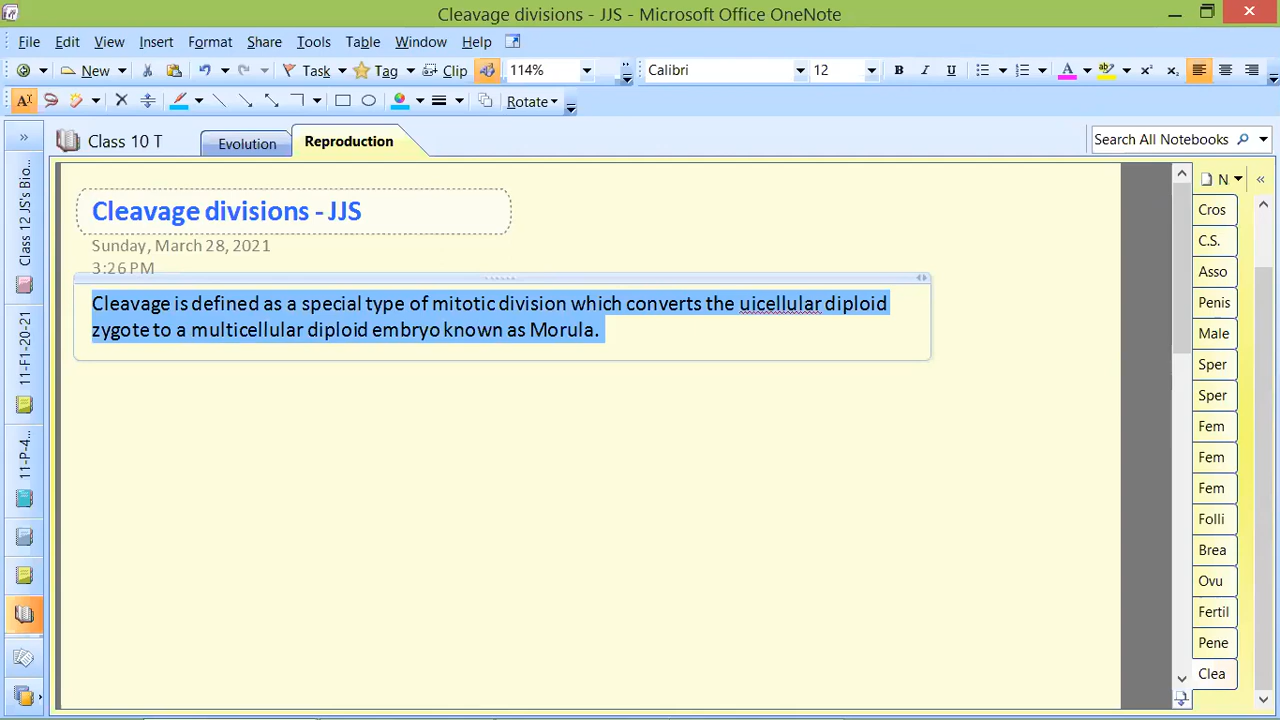 Cleavage divisions - JJS - Microsoft Office OneNote
File Edit View Insert Format Share Tools Table Window Help
New Task Tag Clip 114% Calibri 12 B I U A ab x² x₂
A Rotate
» Class 10 T Evolution Reproduction Search All Notebooks
N «
Cleavage divisions - JJS
Sunday, March 28, 2021
3:26 PM
Cleavage is defined as a special type of mitotic division which converts the uicellular diploid
zygote to a multicellular diploid embryo known as Morula.
Class 12 JS's Bio...
11-F1-20-21
11-P-4...
Cros
C.S.
Asso
Penis
Male
Sper
Sper
Fem
Fem
Fem
Folli
Brea
Ovu
Fertil
Pene
Clea